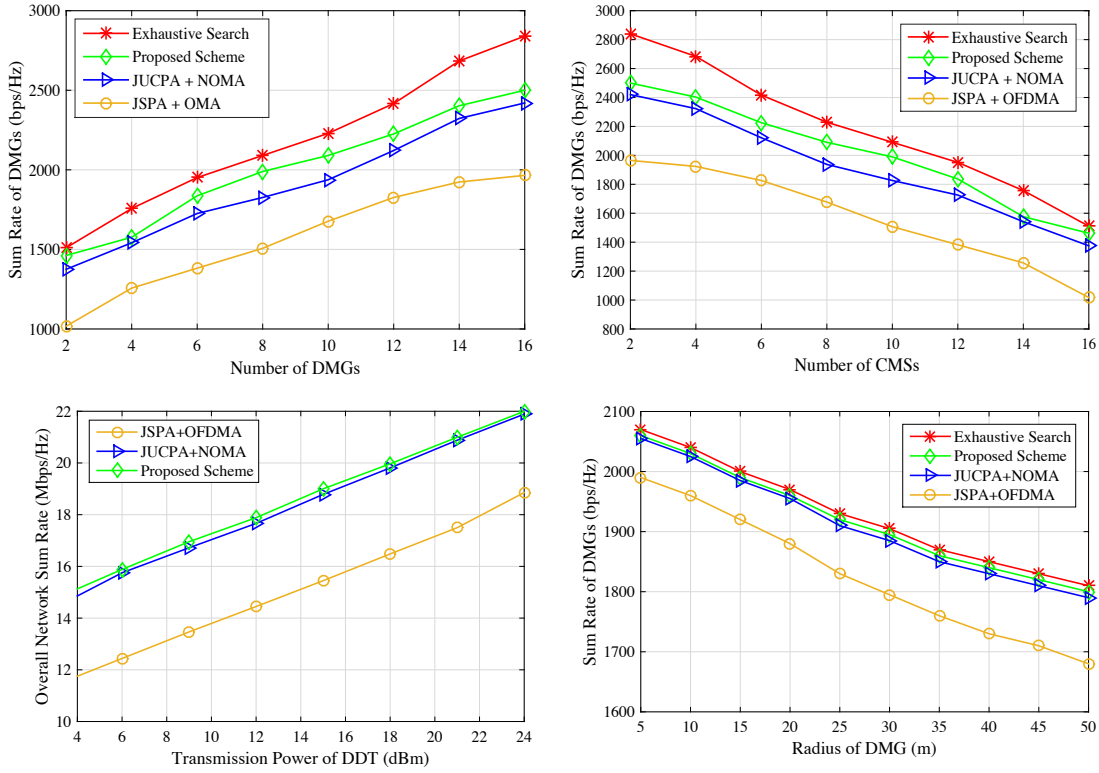 3000
2500
2000
1500
1000
Sum Rate of DMGs (bps/Hz)
Exhaustive Search
Proposed Scheme
JUCPA + NOMA
JSPA + OMA
2 4 6 8 10 12 14 16
Number of DMGs
3000
2800
2600
2400
2200
2000
1800
1600
1400
1200
1000
800
Sum Rate of DMGs (bps/Hz)
Exhaustive Search
Proposed Scheme
JUCPA + NOMA
JSPA + OFDMA
2 4 6 8 10 12 14 16
Number of CMSs
22
20
18
16
14
12
10
Overall Network Sum Rate (Mbps/Hz)
JSPA+OFDMA
JUCPA+NOMA
Proposed Scheme
4 6 8 10 12 14 16 18 20 22 24
Transmission Power of DDT (dBm)
2100
2000
1900
1800
1700
1600
Sum Rate of DMGs (bps/Hz)
Exhaustive Search
Proposed Scheme
JUCPA+NOMA
JSPA+OFDMA
5 10 15 20 25 30 35 40 45 50
Radius of DMG (m)